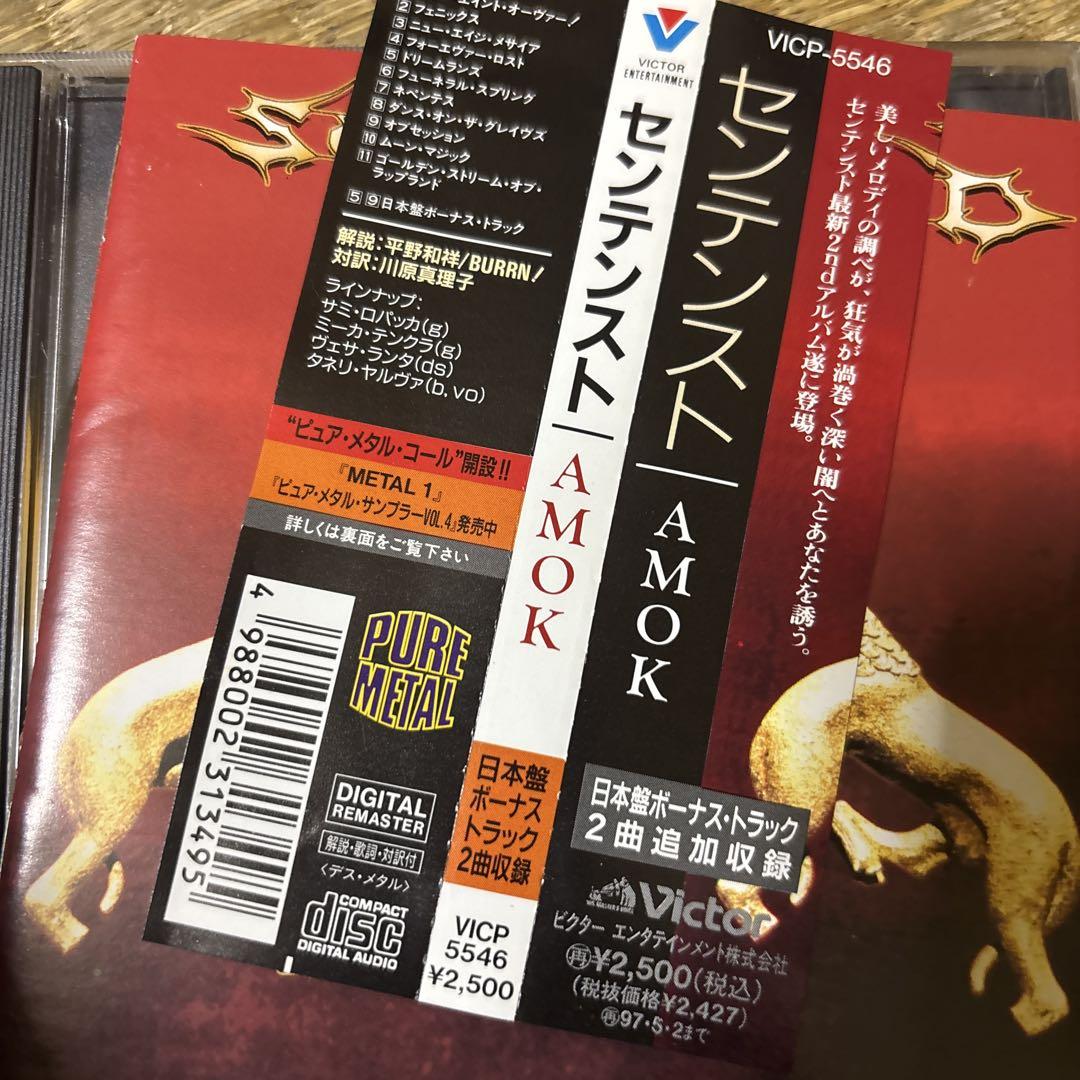 エイント・オーヴァー!
2 フェニックス
3 ニュー・エイジ・メサイア
4 フォーエヴァー・ロスト
5 ドリームランズ
6 フューネラル・スプリング
7 ネペンテス
8 ダンス・オン・ザ・グレイヴズ
9 オブセッション
10 ムーン・マジック
11 ゴールデン・ストリーム・オブ・
ラップランド
5 9 日本盤ボーナス・トラック
解説:平野和祥/BURRN!
対訳:川原真理子
ラインナップ:
サミ・ロパッカ(g)
ミーカ・テンクラ(g)
ヴェサ・ランタ(ds)
タネリ・ヤルヴァ(b, vo)
“ピュア・メタル・コール”開設!!
『METAL 1』
『ピュア・メタル・サンプラーVOL.4』発売中
詳しくは裏面をご覧下さい
4 988002 313495
PURE
METAL
DIGITAL
REMASTER
解説・歌詞・対訳付
〈デス・メタル〉
COMPACT
disc
DIGITAL AUDIO
VICTOR
ENTERTAINMENT
センテンスト
AMOK
日本盤
ボーナス
トラック
2曲収録
VICP
5546
¥2,500
VICP-5546
センテンスト
AMOK
美しいメロディの調べが、狂気が渦巻く深い闇へとあなたを誘う。
センテンスト最新2ndアルバム遂に登場。
日本盤ボーナス・トラック
2曲追加収録
Victor
ビクター エンタテインメント株式会社
再¥2,500(税込)
(税抜価格¥2,427)
再97・5・2まで